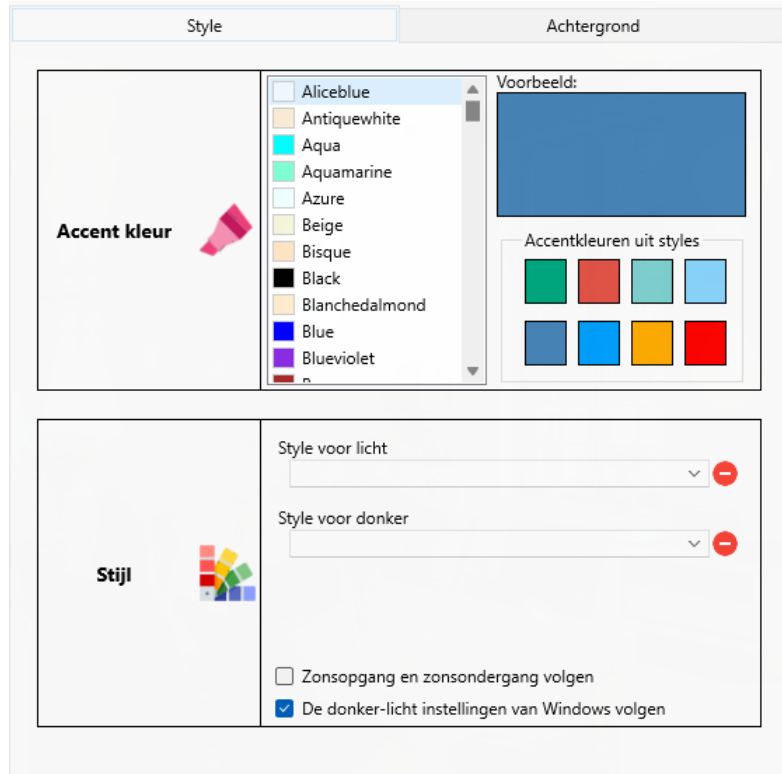 Style
Achtergrond
Accent kleur
Aliceblue
Antiquewhite
Aqua
Aquamarine
Azure
Beige
Bisque
Black
Blanchedalmond
Blue
Blueviolet
Voorbeeld:
Accentkleuren uit styles
Stijl
Style voor licht
Style voor donker
Zonsopgang en zonsondergang volgen
De donker-licht instellingen van Windows volgen